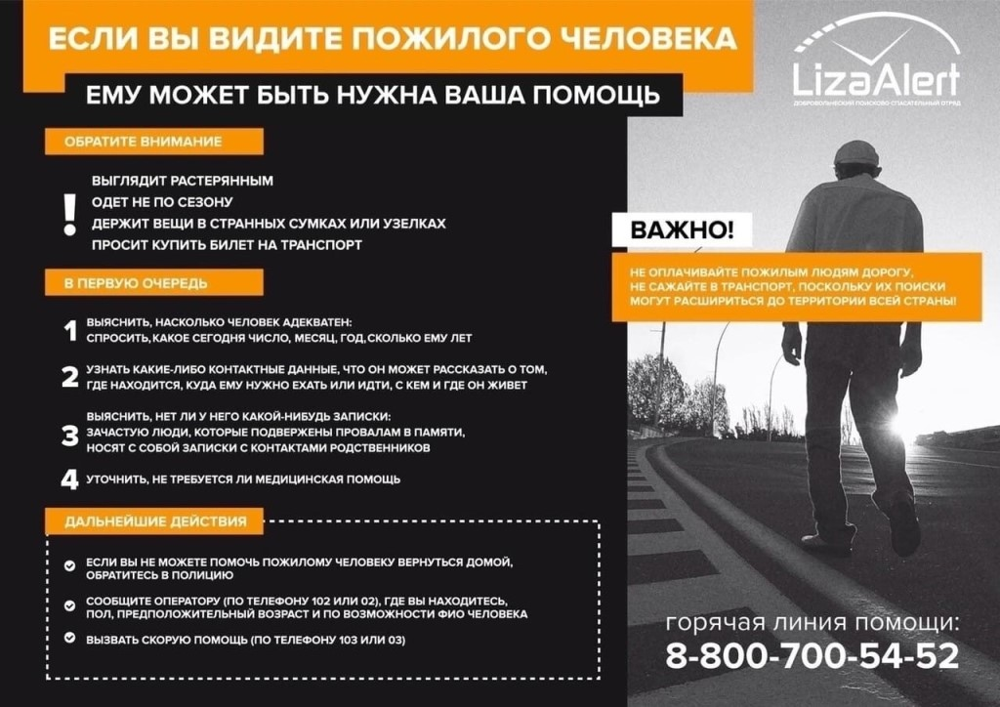 ЕСЛИ ВЫ ВИДИТЕ ПОЖИЛОГО ЧЕЛОВЕКА
ЕМУ МОЖЕТ БЫТЬ НУЖНА ВАША ПОМОЩЬ
LizaAlert
ДОБРОВОЛЬЧЕСКИЙ ПОИСКОВО-СПАСАТЕЛЬНЫЙ ОТРЯД
ОБРАТИТЕ ВНИМАНИЕ
!
ВЫГЛЯДИТ РАСТЕРЯННЫМ
ОДЕТ НЕ ПО СЕЗОНУ
ДЕРЖИТ ВЕЩИ В СТРАННЫХ СУМКАХ ИЛИ УЗЕЛКАХ
ПРОСИТ КУПИТЬ БИЛЕТ НА ТРАНСПОРТ
В ПЕРВУЮ ОЧЕРЕДЬ
1 ВЫЯСНИТЬ, НАСКОЛЬКО ЧЕЛОВЕК АДЕКВАТЕН:
СПРОСИТЬ, КАКОЕ СЕГОДНЯ ЧИСЛО, МЕСЯЦ, ГОД, СКОЛЬКО ЕМУ ЛЕТ
2 УЗНАТЬ КАКИЕ-ЛИБО КОНТАКТНЫЕ ДАННЫЕ, ЧТО ОН МОЖЕТ РАССКАЗАТЬ О ТОМ,
ГДЕ НАХОДИТСЯ, КУДА ЕМУ НУЖНО ЕХАТЬ ИЛИ ИДТИ, С КЕМ И ГДЕ ОН ЖИВЕТ
3 ВЫЯСНИТЬ, НЕТ ЛИ У НЕГО КАКОЙ-НИБУДЬ ЗАПИСКИ:
ЗАЧАСТУЮ ЛЮДИ, КОТОРЫЕ ПОДВЕРЖЕНЫ ПРОВАЛАМ В ПАМЯТИ,
НОСЯТ С СОБОЙ ЗАПИСКИ С КОНТАКТАМИ РОДСТВЕННИКОВ
4 УТОЧНИТЬ, НЕ ТРЕБУЕТСЯ ЛИ МЕДИЦИНСКАЯ ПОМОЩЬ
ДАЛЬНЕЙШИЕ ДЕЙСТВИЯ
ЕСЛИ ВЫ НЕ МОЖЕТЕ ПОМОЧЬ ПОЖИЛОМУ ЧЕЛОВЕКУ ВЕРНУТЬСЯ ДОМОЙ,
ОБРАТИТЕСЬ В ПОЛИЦИЮ
СООБЩИТЕ ОПЕРАТОРУ (ПО ТЕЛЕФОНУ 102 ИЛИ 02), ГДЕ ВЫ НАХОДИТЕСЬ,
ПОЛ, ПРЕДПОЛОЖИТЕЛЬНЫЙ ВОЗРАСТ И ПО ВОЗМОЖНОСТИ ФИО ЧЕЛОВЕКА
ВЫЗВАТЬ СКОРУЮ ПОМОЩЬ (ПО ТЕЛЕФОНУ 103 ИЛИ 03)
ВАЖНО!
НЕ ОПЛАЧИВАЙТЕ ПОЖИЛЫМ ЛЮДЯМ ДОРОГУ,
НЕ САЖАЙТЕ В ТРАНСПОРТ, ПОСКОЛЬКУ ИХ ПОИСКИ
МОГУТ РАСШИРИТЬСЯ ДО ТЕРРИТОРИИ ВСЕЙ СТРАНЫ!
горячая линия помощи:
8-800-700-54-52